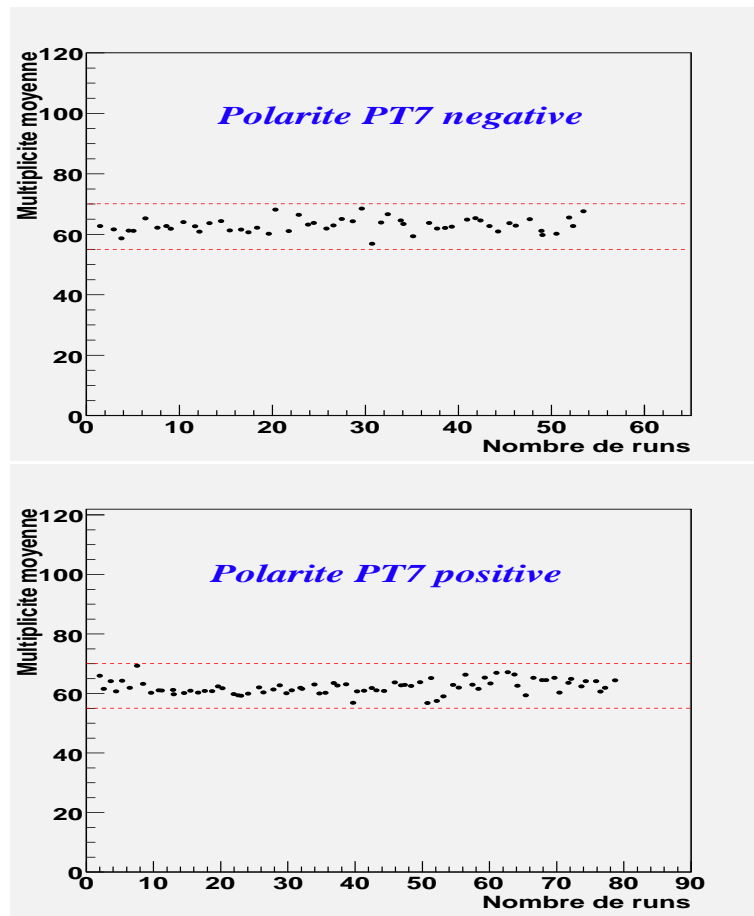 Multiplicite moyenne
120
100
80
60
40
20
0
Polarite PT7 negative
0 10 20 30 40 50 60
Nombre de runs
Multiplicite moyenne
120
100
80
60
40
20
0
Polarite PT7 positive
0 10 20 30 40 50 60 70 80 90
Nombre de runs